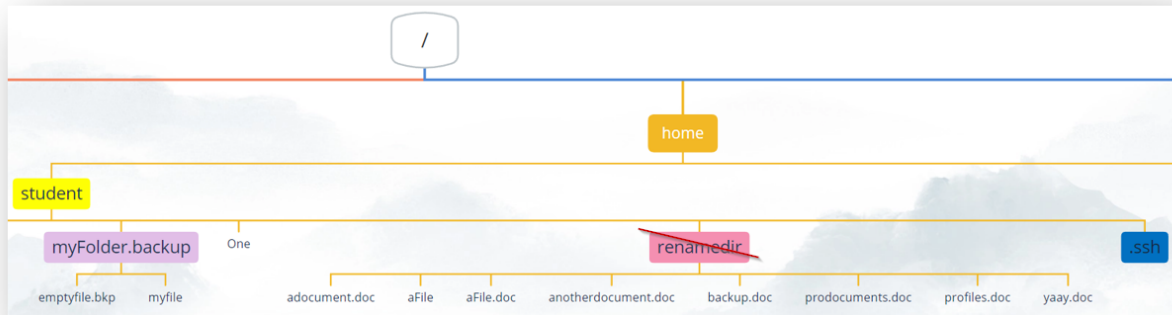 /
home
student
myFolder.backup
One
renamedir
.ssh
emptyfile.bkp
myfile
adocument.doc
aFile
aFile.doc
anotherdocument.doc
backup.doc
prodocuments.doc
profiles.doc
yaay.doc